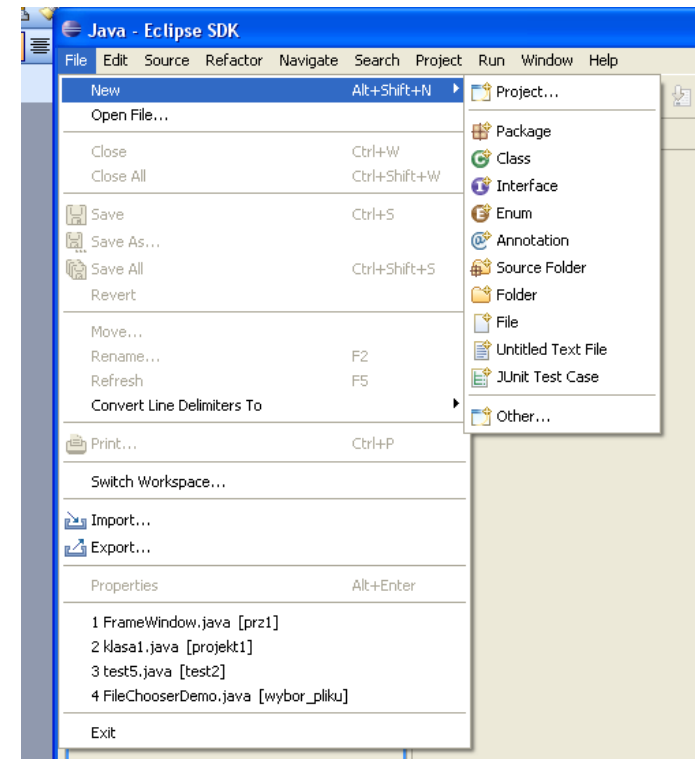 Java - Eclipse SDK
File Edit Source Refactor Navigate Search Project Run Window Help
New Alt+Shift+N
Open File...
Close Ctrl+W
Close All Ctrl+Shift+W
Save Ctrl+S
Save As...
Save All Ctrl+Shift+S
Revert
Move...
Rename... F2
Refresh F5
Convert Line Delimiters To
Print... Ctrl+P
Switch Workspace...
Import...
Export...
Properties Alt+Enter
1 FrameWindow.java [prz1]
2 klasa1.java [projekt1]
3 test5.java [test2]
4 FileChooserDemo.java [wybor_pliku]
Exit
Project...
Package
Class
Interface
Enum
Annotation
Source Folder
Folder
File
Untitled Text File
JUnit Test Case
Other...